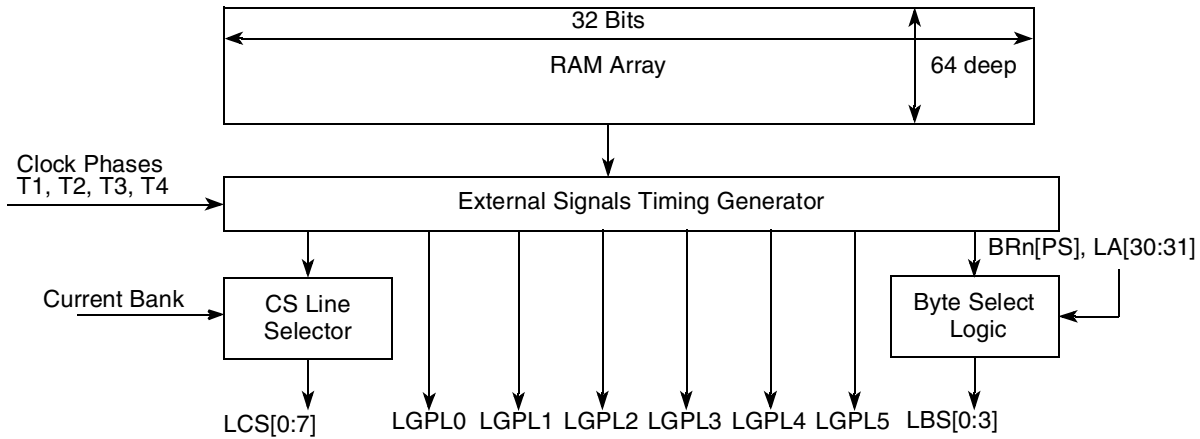 32 Bits
RAM Array
64 deep
Clock Phases
T1, T2, T3, T4
External Signals Timing Generator
BRn[PS], LA[30:31]
Current Bank
CS Line
Selector
Byte Select
Logic
LCS[0:7]
LGPL0
LGPL1
LGPL2
LGPL3
LGPL4
LGPL5
LBS[0:3]